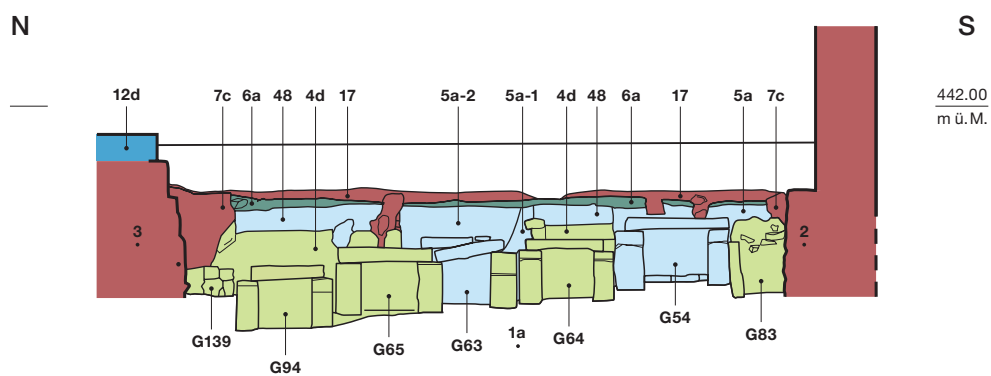 N S
442.00
m ü. M.
12d 7c 6a 48 4d 17 5a-2 5a-1 4d 48 6a 17 5a 7c
3 2
G139 G94 G65 G63 1a G64 G54 G83